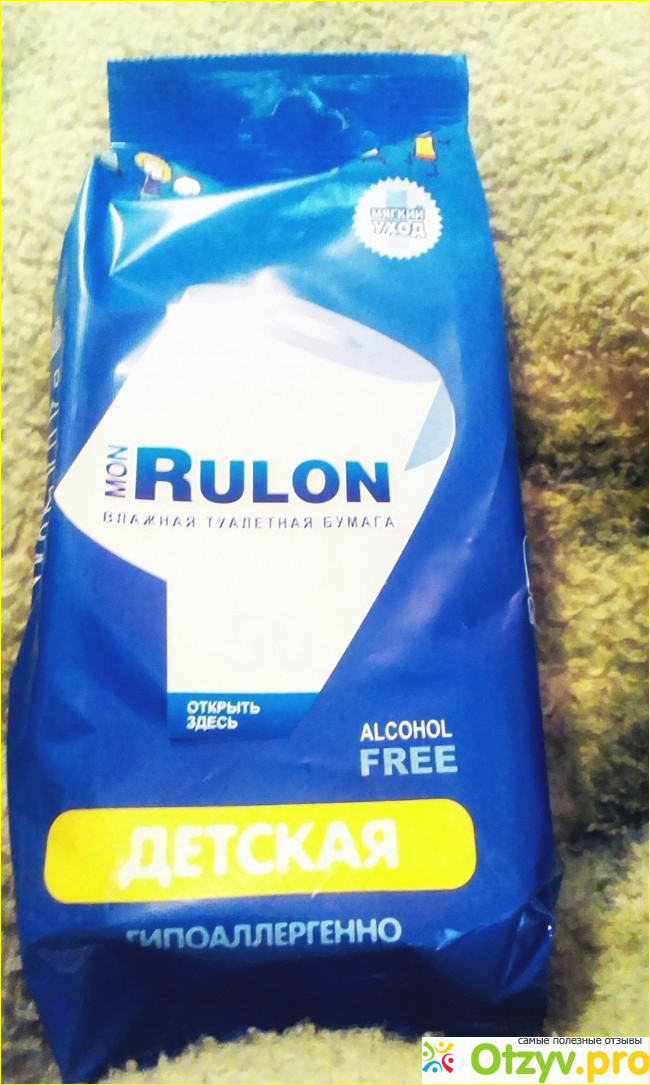 МЯГКИЙ
УХОД
MON
RULON
ВЛАЖНАЯ ТУАЛЕТНАЯ БУМАГА
50
ОТКРЫТЬ
ЗДЕСЬ
ALCOHOL
FREE
ДЕТСКАЯ
ГИПОАЛЛЕРГЕННО
самые полезные отзывы
Otzyv.pro